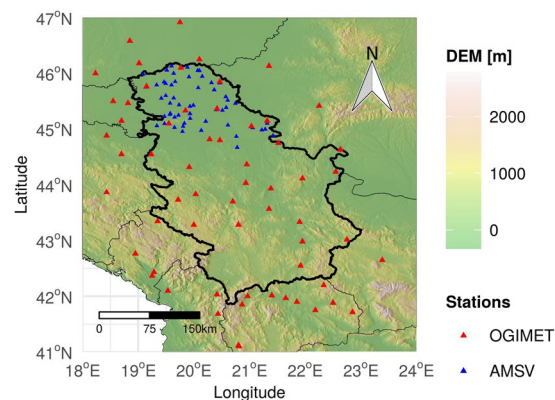 47°N
46°N
45°N
44°N
43°N
42°N
41°N
Latitude
N
0 75 150km
18°E 19°E 20°E 21°E 22°E 23°E 24°E
Longitude
DEM [m]
2000
1000
0
Stations
OGIMET
AMSV